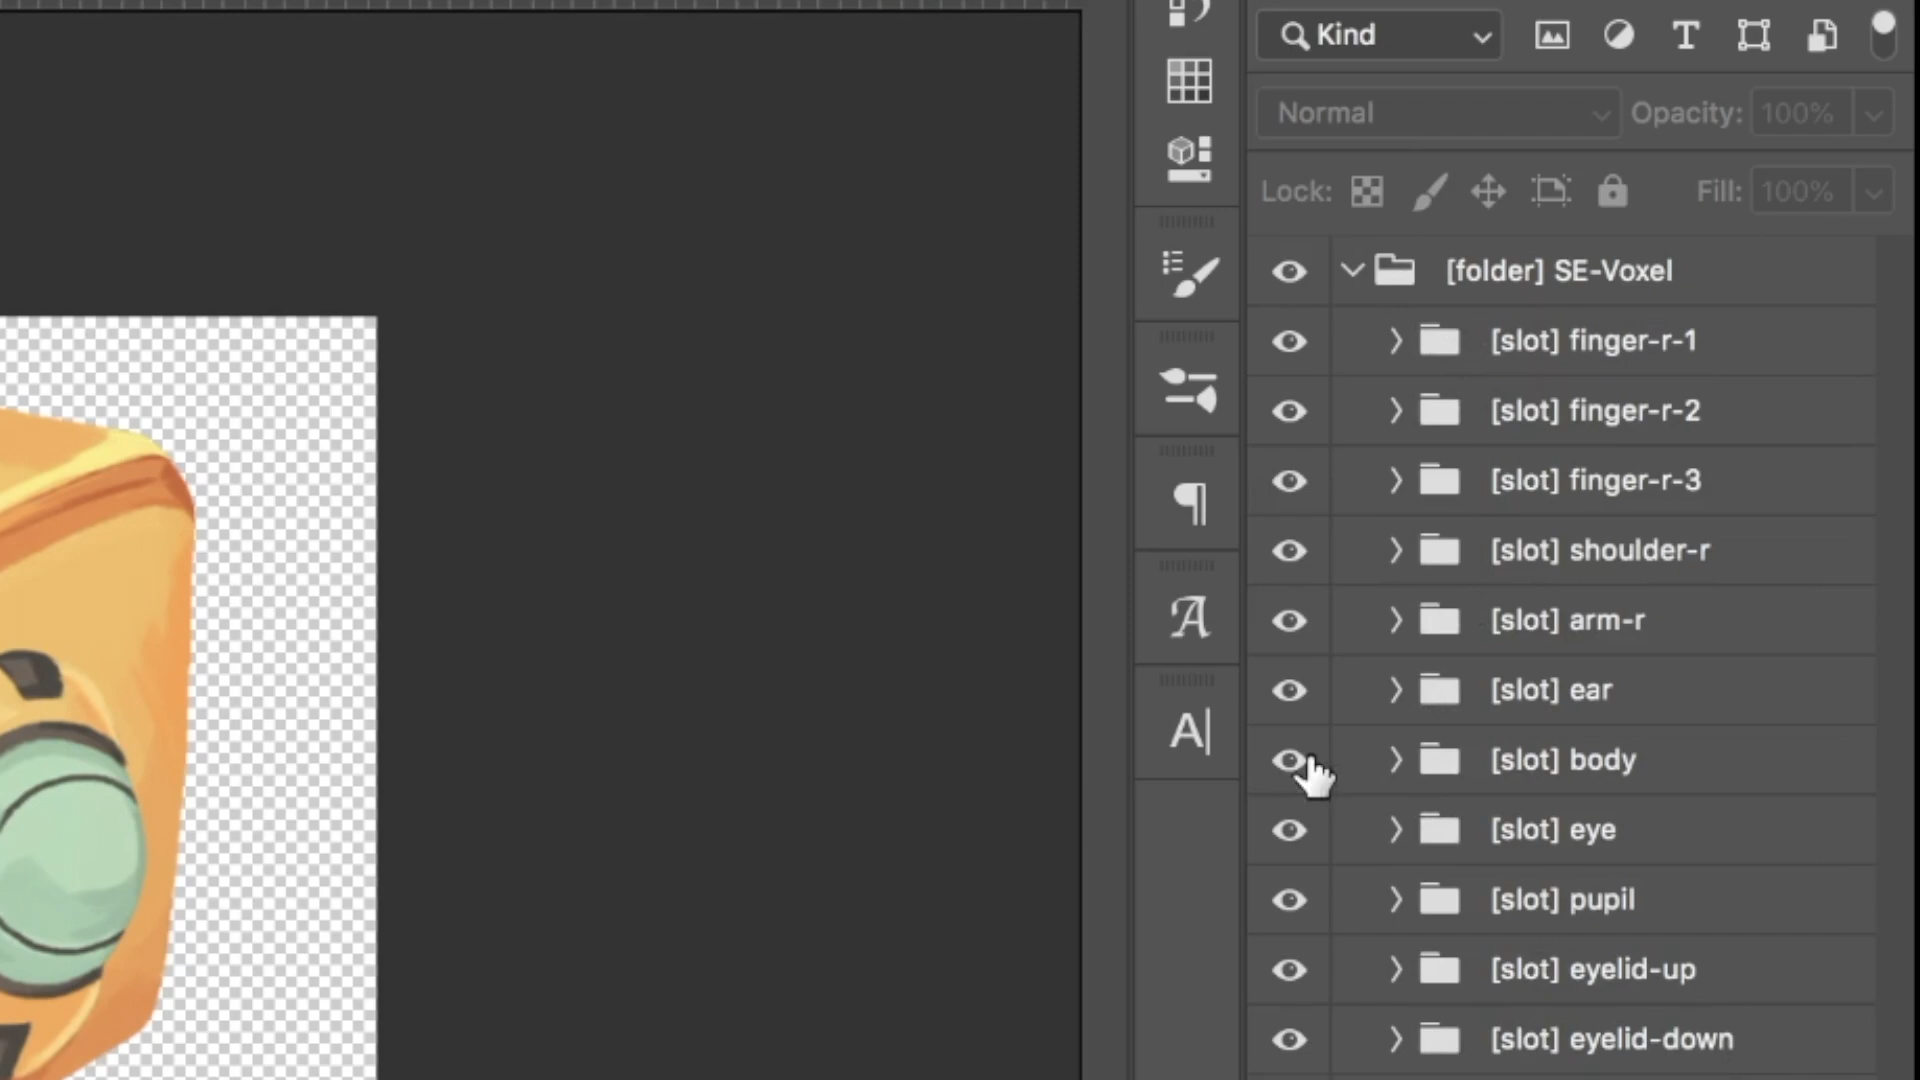 Kind
Normal Opacity: 100%
Lock: Fill: 100%
[folder] SE-Voxel
[slot] finger-r-1
[slot] finger-r-2
[slot] finger-r-3
[slot] shoulder-r
[slot] arm-r
[slot] ear
[slot] body
[slot] eye
[slot] pupil
[slot] eyelid-up
[slot] eyelid-down